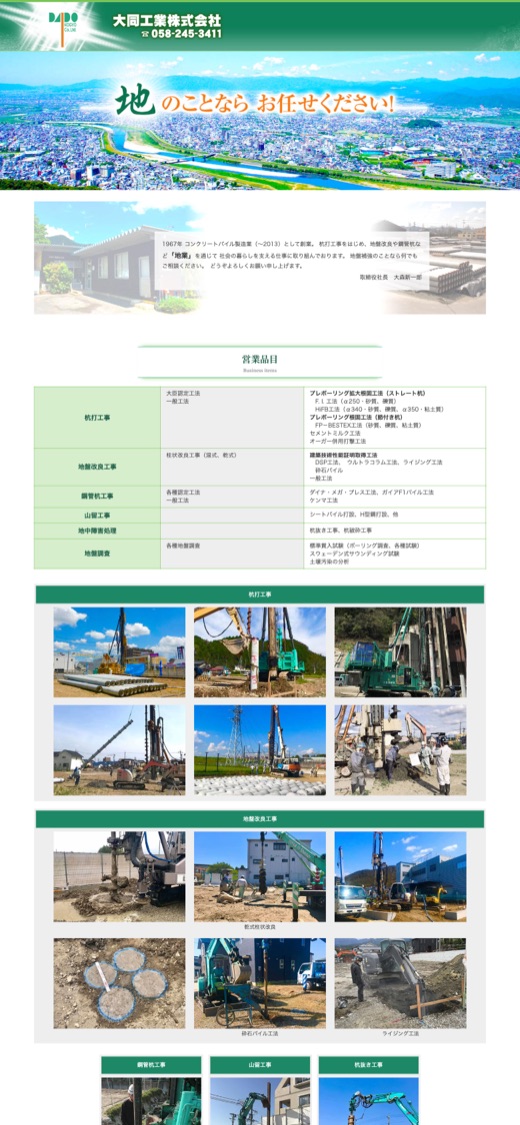 DAIDO
KOGYO
CO.,LTD
大同工業株式会社
☎ 058-245-3411
地 のことなら お任せください!
1967年 コンクリートパイル製造業（～2013）として創業。 杭打工事をはじめ、地盤改良や鋼管杭な
ど「地業」を通じて 社会の暮らしを支える仕事に取り組んでおります。 地盤補強のことなら何でも
ご相談ください。 どうぞよろしくお願い申し上げます。
取締役社長 大森新一郎
営業品目
Business items
杭打工事
大臣認定工法
一般工法
プレボーリング拡大根固工法（ストレート杭）
F.I.工法（α250・砂質、礫質）
HiFB工法（α340・砂質、礫質、α350・粘土質）
プレボーリング根固工法（節付き杭）
FP－BESTEX工法（砂質、礫質、粘土質）
セメントミルク工法
オーガー併用打撃工法
地盤改良工事
柱状改良工事（湿式、乾式）
建築技術性能証明取得工法
DSP工法、 ウルトラコラム工法、ライジング工法
砕石パイル
一般工法
鋼管杭工事
各種認定工法
一般工法
ダイナ・メガ・プレス工法、ガイアF1パイル工法
ケンマ工法
山留工事
シートパイル打設、H型鋼打設、他
地中障害処理
杭抜き工事、杭破砕工事
地盤調査
各種地盤調査
標準貫入試験（ボーリング調査、各種試験）
スウェーデン式サウンディング試験
土壌汚染の分析
杭打工事
地盤改良工事
乾式柱状改良
砕石パイル工法
ライジング工法
鋼管杭工事
山留工事
杭抜き工事